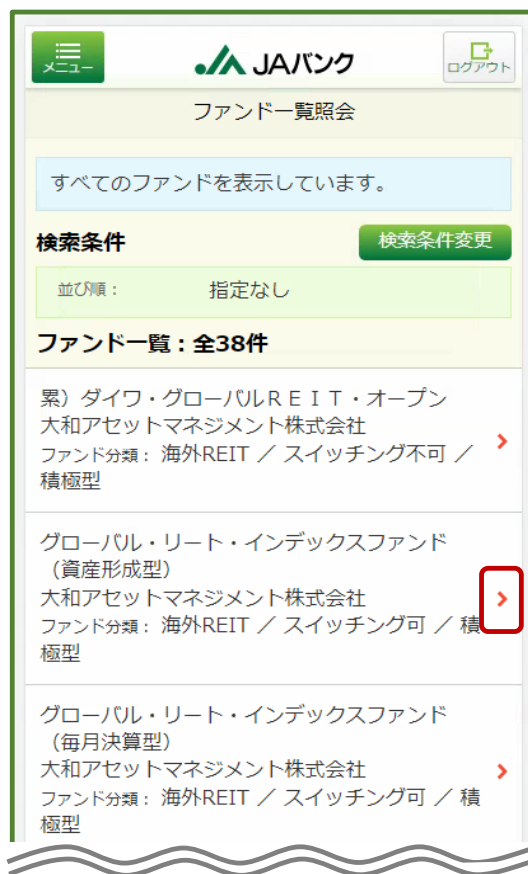 メニュー
JAバンク
ログアウト
ファンド一覧照会
すべてのファンドを表示しています。
検索条件
検索条件変更
並び順： 指定なし
ファンド一覧：全38件
累）ダイワ・グローバルＲＥＩＴ・オープン
大和アセットマネジメント株式会社
ファンド分類： 海外REIT ／ スイッチング不可 ／
積極型
グローバル・リート・インデックスファンド
（資産形成型）
大和アセットマネジメント株式会社
ファンド分類： 海外REIT ／ スイッチング可 ／ 積
極型
グローバル・リート・インデックスファンド
（毎月決算型）
大和アセットマネジメント株式会社
ファンド分類： 海外REIT ／ スイッチング可 ／ 積
極型